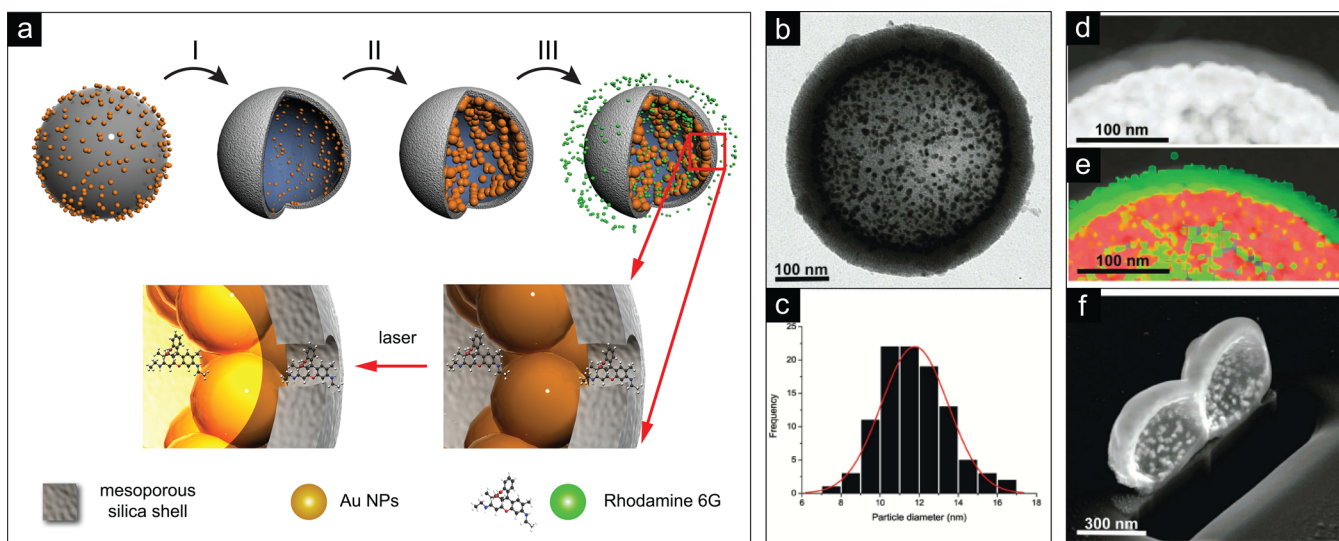 a
I
II
III
laser
mesoporous
silica shell
Au NPs
Rhodamine 6G
b
100 nm
c
25
20
15
10
5
0
Frequency
6
8
10
12
14
16
18
Particle diameter (nm)
d
100 nm
e
100 nm
f
300 nm